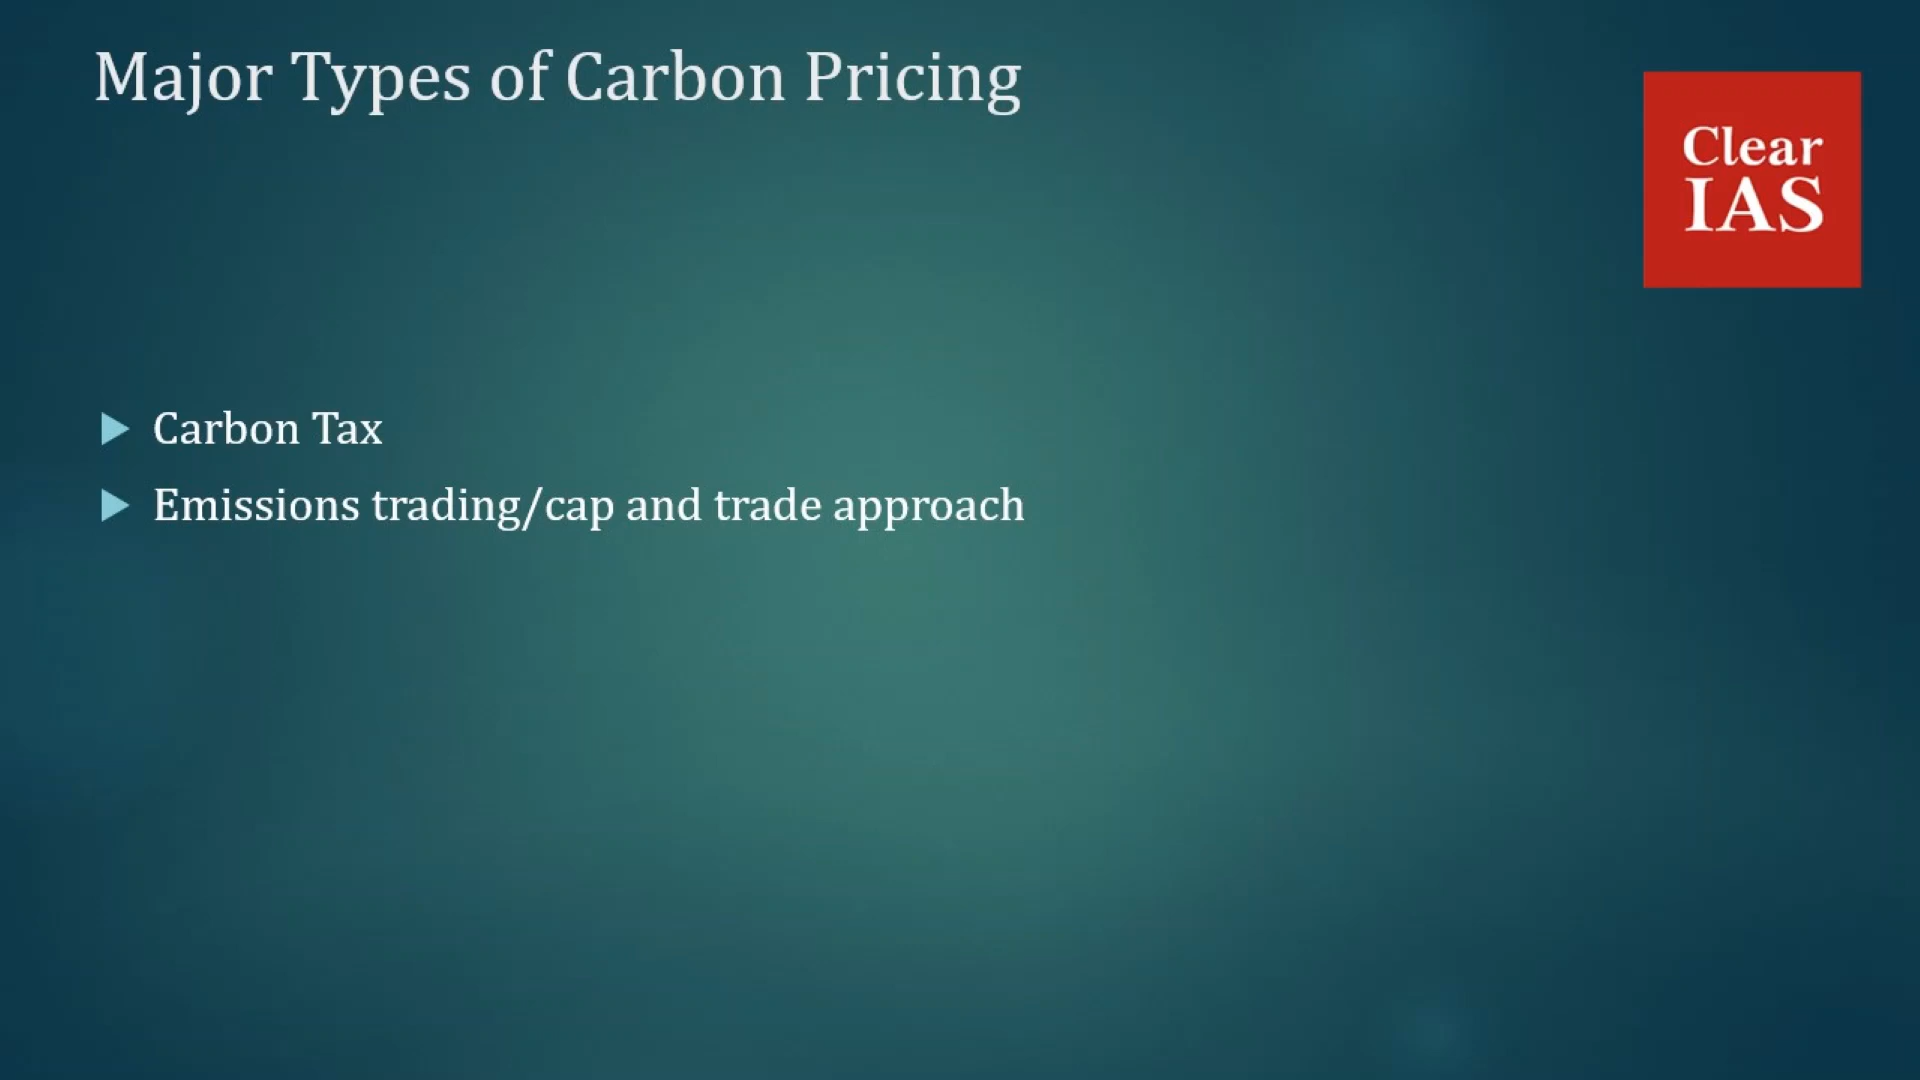 Major Types of Carbon Pricing
Clear
IAS
Carbon Tax
Emissions trading/cap and trade approach